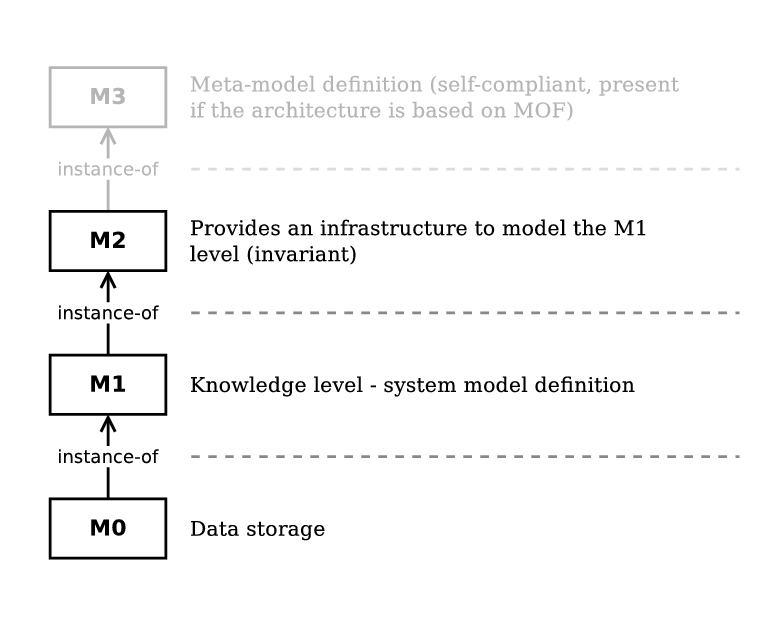 M3
Meta-model definition (self-compliant, present
if the architecture is based on MOF)
instance-of
M2
Provides an infrastructure to model the M1
level (invariant)
instance-of
M1
Knowledge level - system model definition
instance-of
M0
Data storage